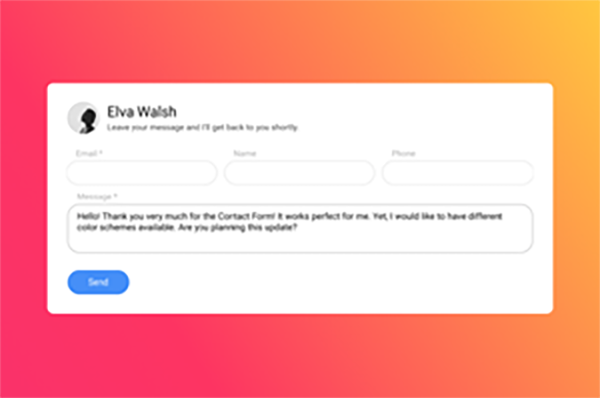 Elva Walsh
Leave your message and I'll get back to you shortly.
Email *
Name
Phone
Message *
Hello! Thank you very much for the Contact Form! It works perfect for me. Yet, I would like to have different
color schemes available. Are you planning this update?
Send